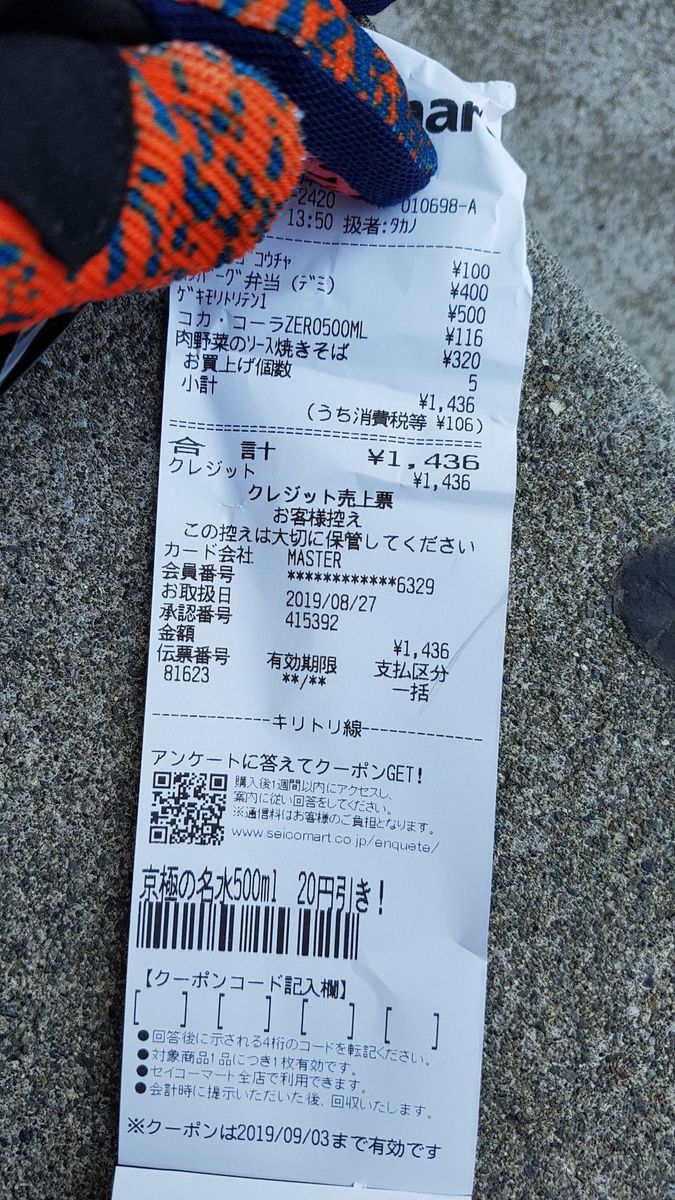 mar
-2420 010698-A
13:50 扱者:タカノ
コウチャ ¥100
ハンバーグ弁当(デミ) ¥400
ゲキモリトリテン1 ¥500
コカ・コーラZERO500ML ¥116
肉野菜のソース焼きそば ¥320
お買上げ個数 5
小計 ¥1,436
(うち消費税等 ¥106)
合 計 ¥1,436
クレジット ¥1,436
クレジット売上票
お客様控え
この控えは大切に保管してください
カード会社 MASTER
会員番号 ************6329
お取扱日 2019/08/27
承認番号 415392
金額 ¥1,436
伝票番号 有効期限 支払区分
81623 **/** 一括
キリトリ線
アンケートに答えてクーポンGET!
購入後1週間以内にアクセスし、
案内に従い回答をしてください。
※通信料はお客様のご負担となります。
www.seicomart.co.jp/enquete/
京極の名水500ml 20円引き!
【クーポンコード記入欄】
[ ] [ ] [ ] [ ]
●回答後に示される4桁のコードを転記ください。
●対象商品1品につき1枚有効です。
●セイコーマート全店で利用できます。
●会計時に提示いただいた後、回収いたします。
※クーポンは2019/09/03まで有効です